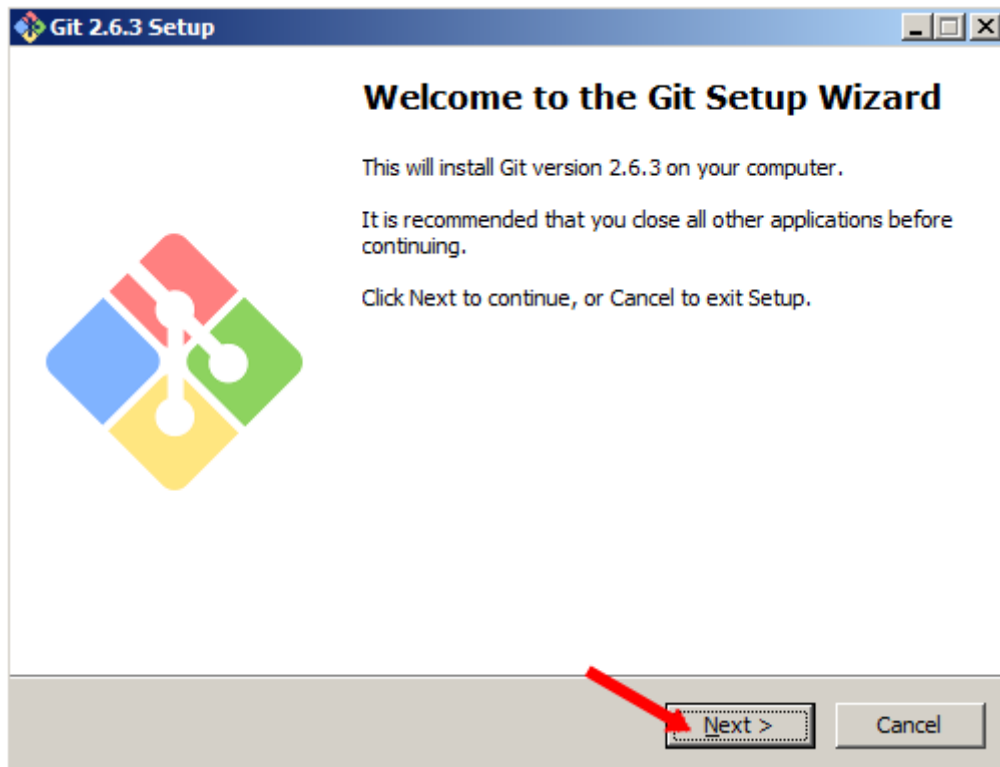 Git 2.6.3 Setup
Welcome to the Git Setup Wizard
This will install Git version 2.6.3 on your computer.
It is recommended that you close all other applications before
continuing.
Click Next to continue, or Cancel to exit Setup.
Next >
Cancel